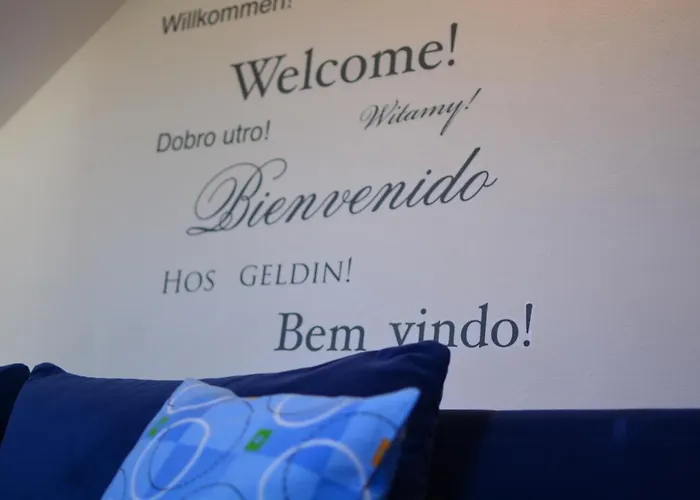 Willkommen!
Welcome!
Witamy!
Dobro utro!
Bienvenido
HOS GELDIN!
Bem vindo!